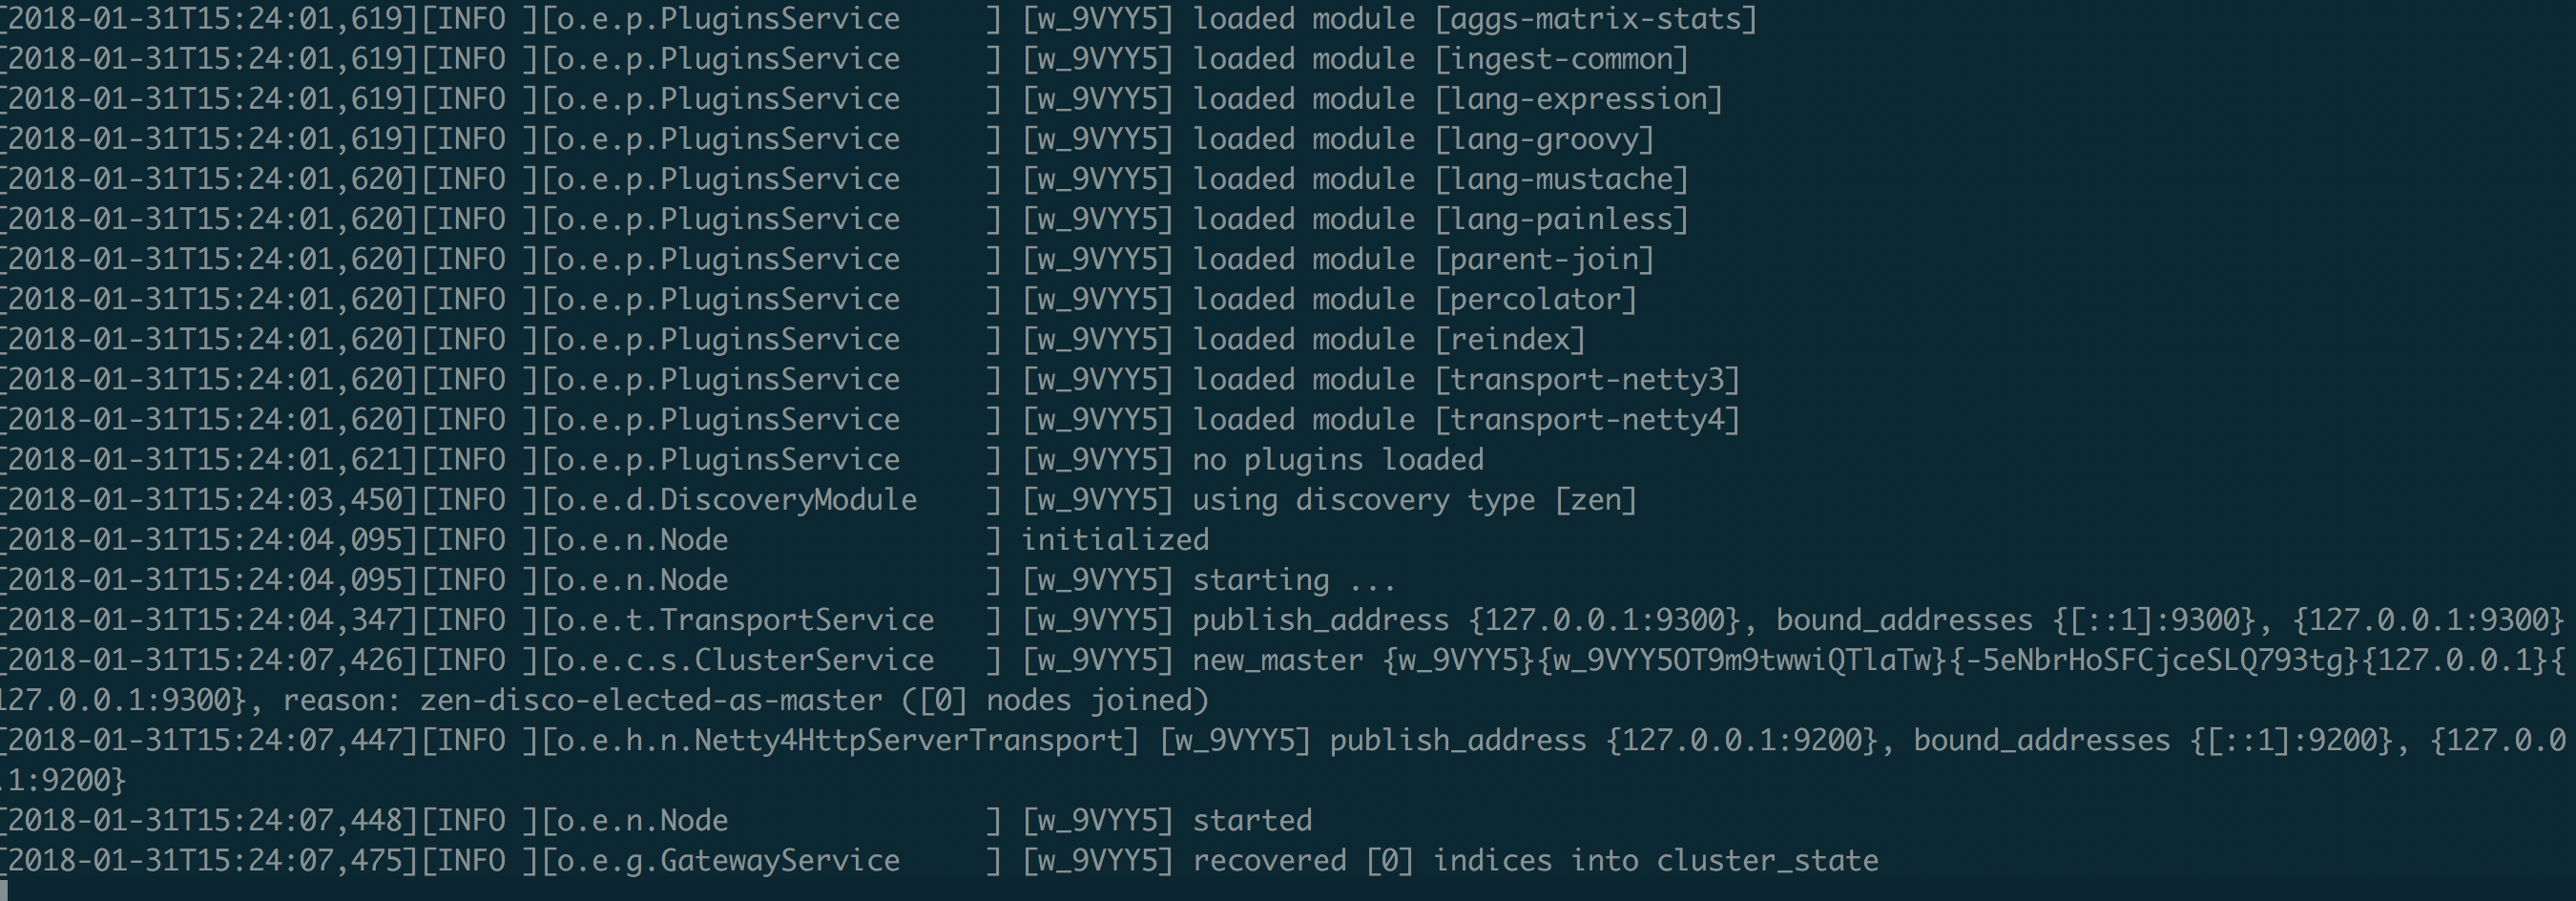 [2018-01-31T15:24:01,619][INFO ][o.e.p.PluginsService     ] [w_9VYY5] loaded module [aggs-matrix-stats]
[2018-01-31T15:24:01,619][INFO ][o.e.p.PluginsService     ] [w_9VYY5] loaded module [ingest-common]
[2018-01-31T15:24:01,619][INFO ][o.e.p.PluginsService     ] [w_9VYY5] loaded module [lang-expression]
[2018-01-31T15:24:01,619][INFO ][o.e.p.PluginsService     ] [w_9VYY5] loaded module [lang-groovy]
[2018-01-31T15:24:01,620][INFO ][o.e.p.PluginsService     ] [w_9VYY5] loaded module [lang-mustache]
[2018-01-31T15:24:01,620][INFO ][o.e.p.PluginsService     ] [w_9VYY5] loaded module [lang-painless]
[2018-01-31T15:24:01,620][INFO ][o.e.p.PluginsService     ] [w_9VYY5] loaded module [parent-join]
[2018-01-31T15:24:01,620][INFO ][o.e.p.PluginsService     ] [w_9VYY5] loaded module [percolator]
[2018-01-31T15:24:01,620][INFO ][o.e.p.PluginsService     ] [w_9VYY5] loaded module [reindex]
[2018-01-31T15:24:01,620][INFO ][o.e.p.PluginsService     ] [w_9VYY5] loaded module [transport-netty3]
[2018-01-31T15:24:01,620][INFO ][o.e.p.PluginsService     ] [w_9VYY5] loaded module [transport-netty4]
[2018-01-31T15:24:01,621][INFO ][o.e.p.PluginsService     ] [w_9VYY5] no plugins loaded
[2018-01-31T15:24:03,450][INFO ][o.e.d.DiscoveryModule    ] [w_9VYY5] using discovery type [zen]
[2018-01-31T15:24:04,095][INFO ][o.e.n.Node               ] initialized
[2018-01-31T15:24:04,095][INFO ][o.e.n.Node               ] [w_9VYY5] starting ...
[2018-01-31T15:24:04,347][INFO ][o.e.t.TransportService   ] [w_9VYY5] publish_address {127.0.0.1:9300}, bound_addresses {[::1]:9300}, {127.0.0.1:9300}
[2018-01-31T15:24:07,426][INFO ][o.e.c.s.ClusterService   ] [w_9VYY5] new_master {w_9VYY5}{w_9VYY5OT9m9twwiQTlaTw}{-5eNbrHoSFCjceSLQ793tg}{127.0.0.1}{
127.0.0.1:9300}, reason: zen-disco-elected-as-master ([0] nodes joined)
[2018-01-31T15:24:07,447][INFO ][o.e.h.n.Netty4HttpServerTransport] [w_9VYY5] publish_address {127.0.0.1:9200}, bound_addresses {[::1]:9200}, {127.0.0
.1:9200}
[2018-01-31T15:24:07,448][INFO ][o.e.n.Node               ] [w_9VYY5] started
[2018-01-31T15:24:07,475][INFO ][o.e.g.GatewayService     ] [w_9VYY5] recovered [0] indices into cluster_state